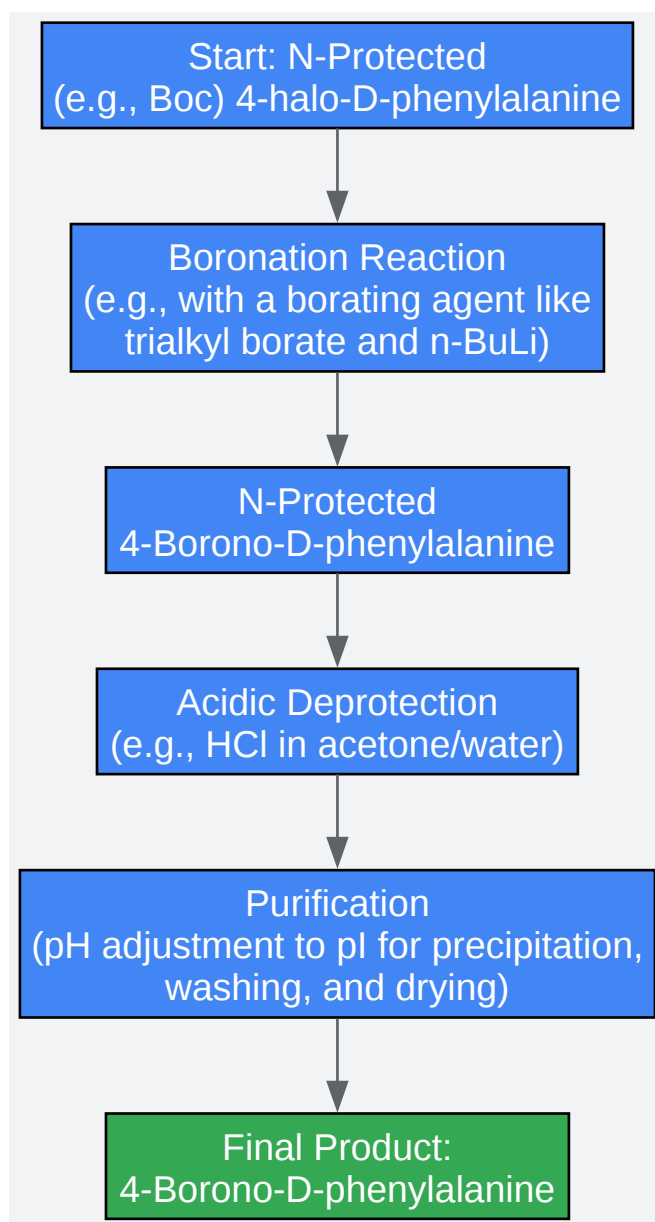 Start: N-Protected
(e.g., Boc) 4-halo-D-phenylalanine
Boronation Reaction
(e.g., with a borating agent like
trialkyl borate and n-BuLi)
N-Protected
4-Borono-D-phenylalanine
Acidic Deprotection
(e.g., HCl in acetone/water)
Purification
(pH adjustment to pI for precipitation,
washing, and drying)
Final Product:
4-Borono-D-phenylalanine